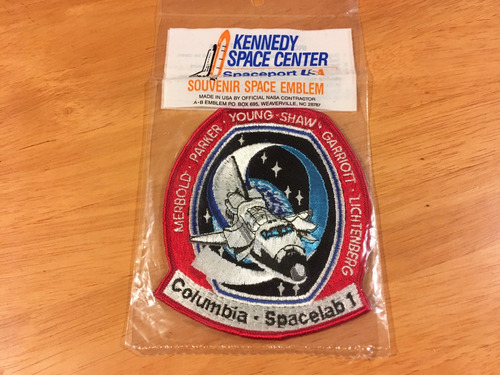 KENNEDY
SPACE CENTER
Spaceport USA
SOUVENIR SPACE EMBLEM
MADE IN USA BY OFFICIAL NASA CONTRACTOR
A-B EMBLEM P.O. BOX 695, WEAVERVILLE, NC 28787
MERBOLD · PARKER · YOUNG · SHAW · GARRIOTT · LICHTENBERG
Columbia · Spacelab 1